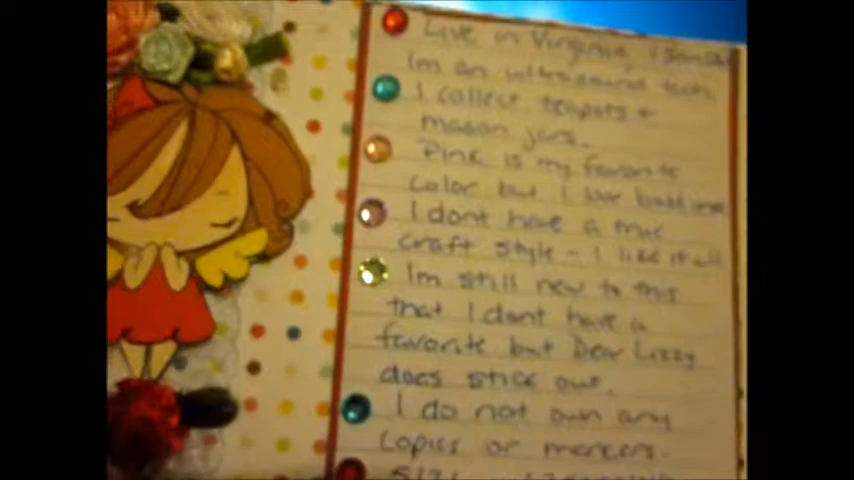 Live in Virginia,
Im an ultrasound tech.
I collect teapots +
mason jars.
Pink is my favorite
color but I love
I dont have a true
craft style - I like it all
Im still new to this
that I dont have a
favorite but Dear Lizzy
does stick out.
I do not own any
Copics or markers.